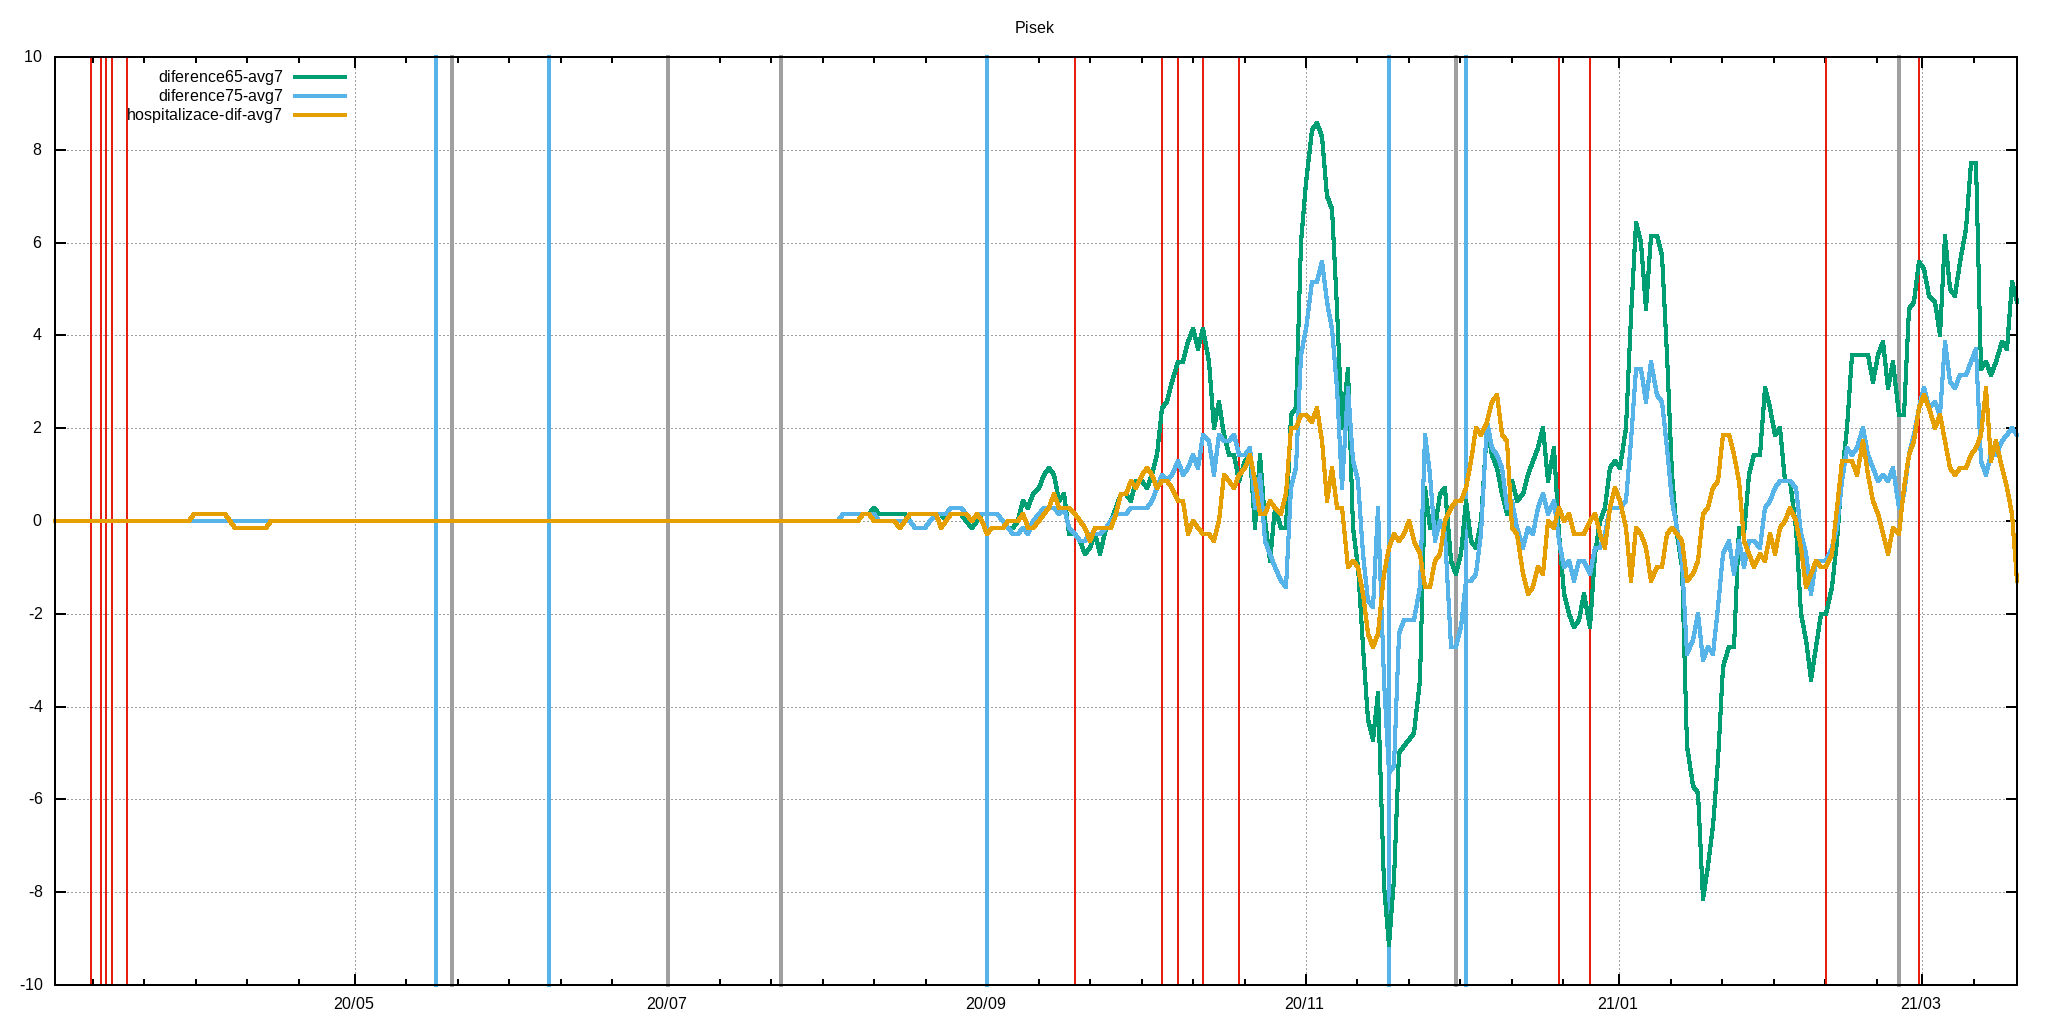 Pisek
10
diference65-avg7
diference75-avg7
hospitalizace-dif-avg7
8
6
4
2
0
-2
-4
-6
-8
-10
20/05 20/07 20/09 20/11 21/01 21/03